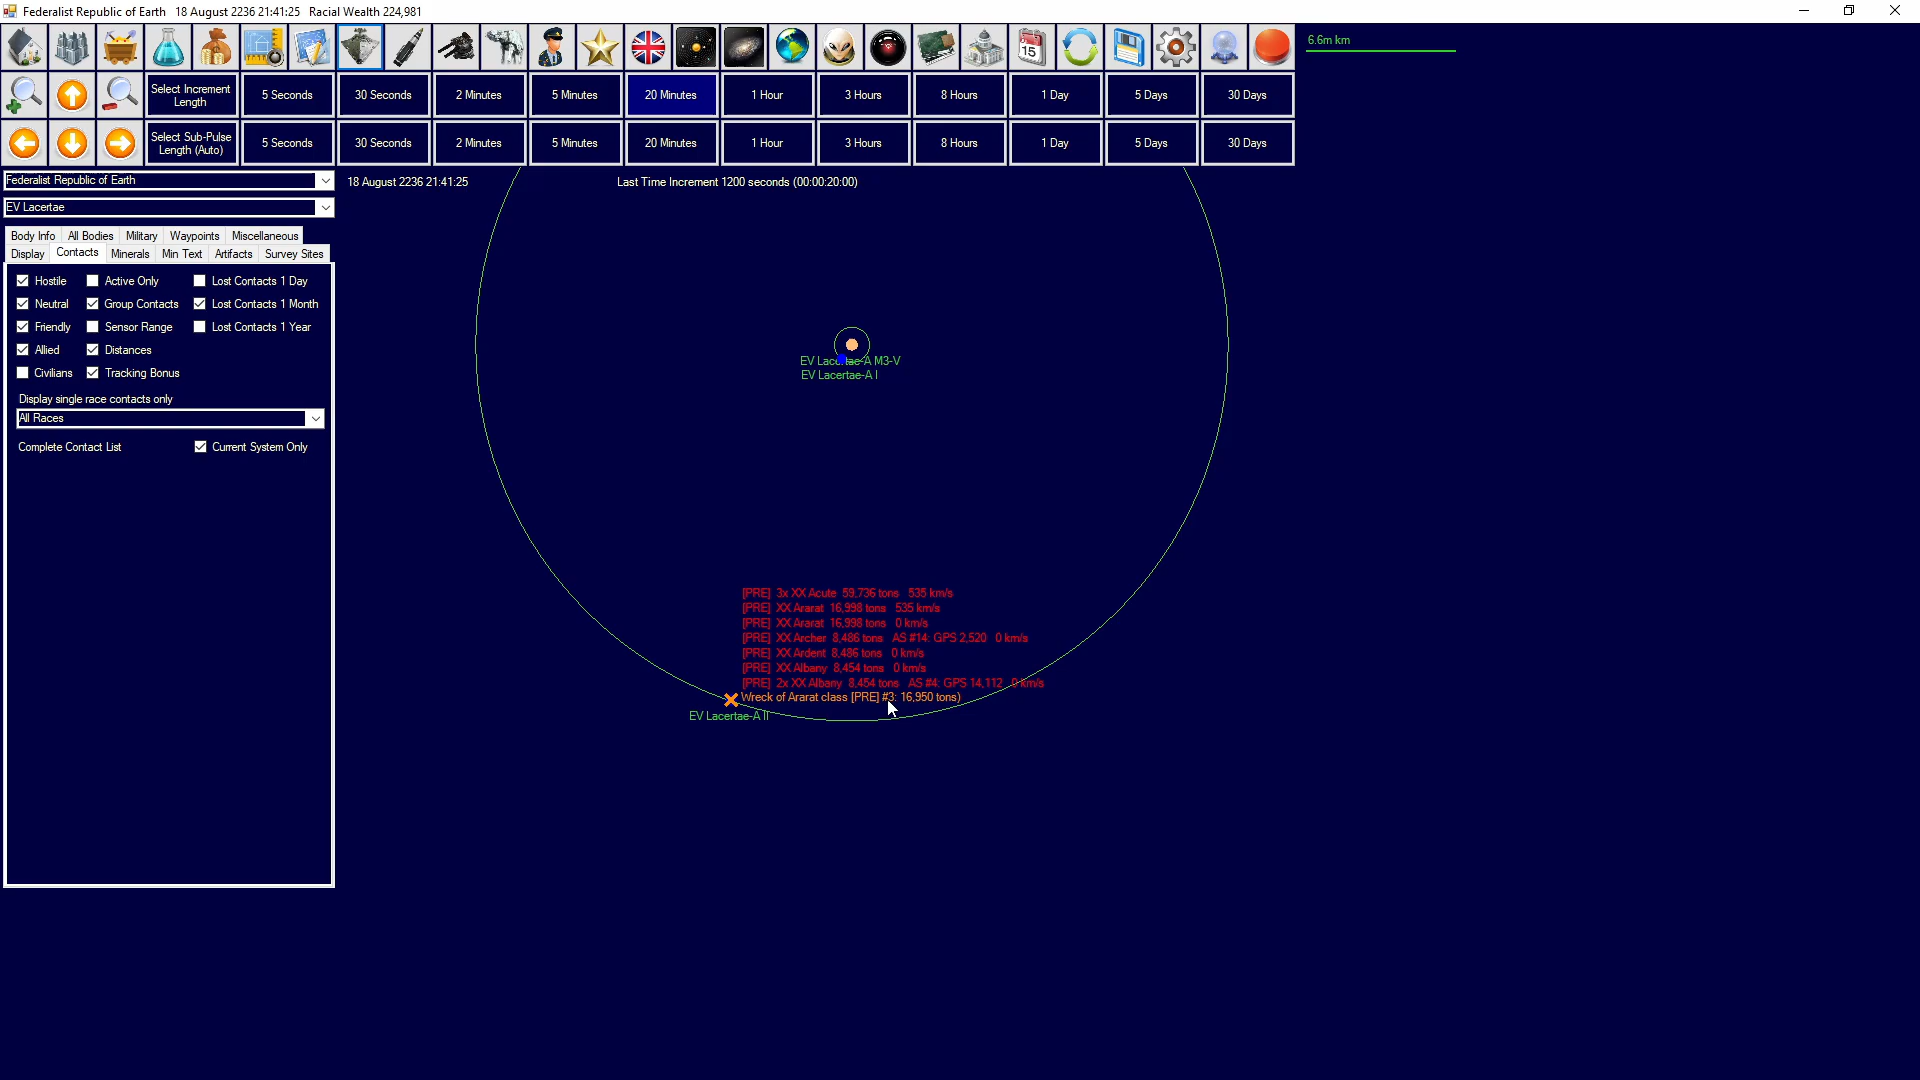 Federalist Republic of Earth   18 August 2236 21:41:25   Racial Wealth 224,981
15
6.6m km
Select Increment Length
5 Seconds
30 Seconds
2 Minutes
5 Minutes
20 Minutes
1 Hour
3 Hours
8 Hours
1 Day
5 Days
30 Days
Select Sub-Pulse Length (Auto)
5 Seconds
30 Seconds
2 Minutes
5 Minutes
20 Minutes
1 Hour
3 Hours
8 Hours
1 Day
5 Days
30 Days
Federalist Republic of Earth
18 August 2236 21:41:25
Last Time Increment 1200 seconds (00:00:20:00)
EV Lacertae
Body Info   All Bodies   Military   Waypoints   Miscellaneous
Display   Contacts   Minerals   Min Text   Artifacts   Survey Sites
Hostile   Active Only   Lost Contacts 1 Day
Neutral   Group Contacts   Lost Contacts 1 Month
Friendly   Sensor Range   Lost Contacts 1 Year
Allied   Distances
Civilians   Tracking Bonus
Display single race contacts only
All Races
Complete Contact List   Current System Only
EV Lacertae-A M3-V
EV Lacertae-A I
[PRE]  3x XX Acute  59,736 tons   535 km/s
[PRE]  XX Ararat  16,998 tons   535 km/s
[PRE]  XX Ararat  16,998 tons   0 km/s
[PRE]  XX Archer  8,486 tons   AS #14: GPS 2,520   0 km/s
[PRE]  XX Ardent  8,486 tons   0 km/s
[PRE]  XX Albany  8,454 tons   0 km/s
[PRE]  2x XX Albany  8,454 tons   AS #4: GPS 14,112   0 km/s
Wreck of Ararat class [PRE] #3: 16,950 tons)
EV Lacertae-A II